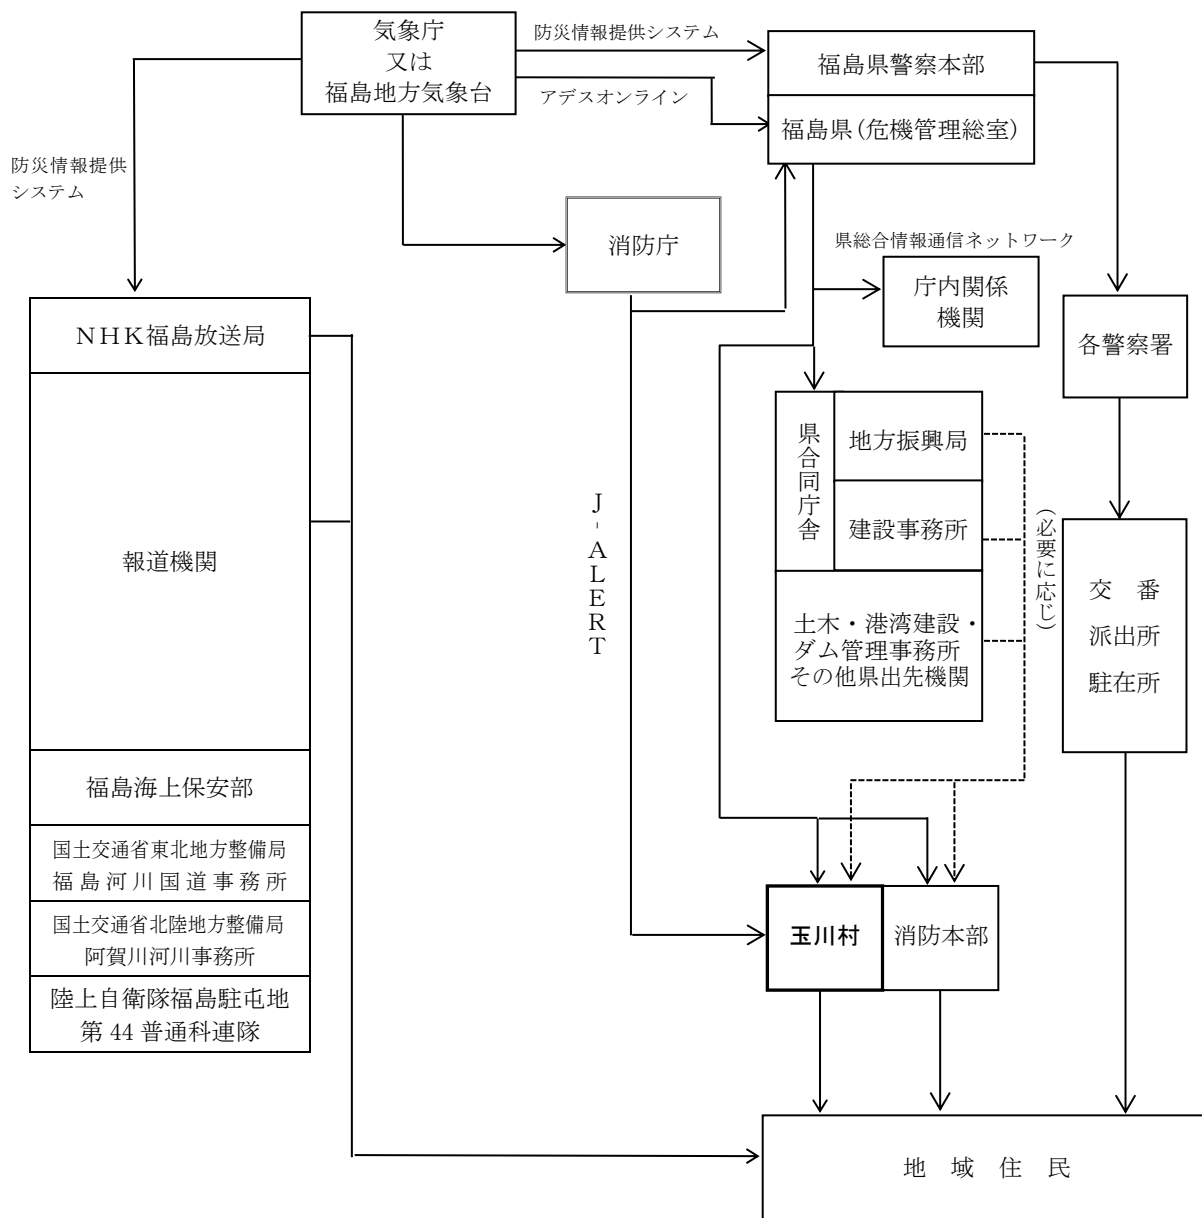 気象庁
又は
福島地方気象台
防災情報提供システム
アデスオンライン
福島県警察本部
福島県(危機管理総室)
防災情報提供
システム
消防庁
県総合情報通信ネットワーク
庁内関係
機関
各警察署
NHK福島放送局
報道機関
福島海上保安部
国土交通省東北地方整備局
福島河川国道事務所
国土交通省北陸地方整備局
阿賀川河川事務所
陸上自衛隊福島駐屯地
第44普通科連隊
J-ALERT
県合同庁舎
地方振興局
建設事務所
土木・港湾建設・
ダム管理事務所
その他県出先機関
(必要に応じ)
交　番
派出所
駐在所
玉川村
消防本部
地　域　住　民